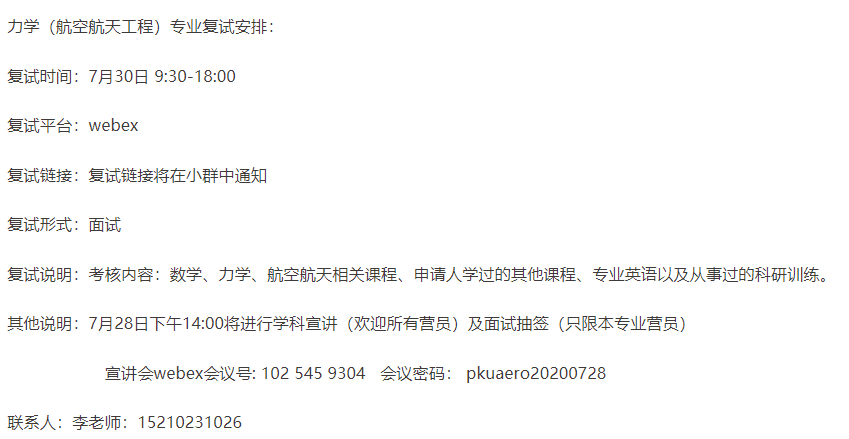 力学（航空航天工程）专业复试安排：
复试时间：7月30日 9:30-18:00
复试平台：webex
复试链接：复试链接将在小群中通知
复试形式：面试
复试说明：考核内容：数学、力学、航空航天相关课程、申请人学过的其他课程、专业英语以及从事过的科研训练。
其他说明：7月28日下午14:00将进行学科宣讲（欢迎所有营员）及面试抽签（只限本专业营员）
宣讲会webex会议号: 102 545 9304 会议密码： pkuaero20200728
联系人：李老师：15210231026